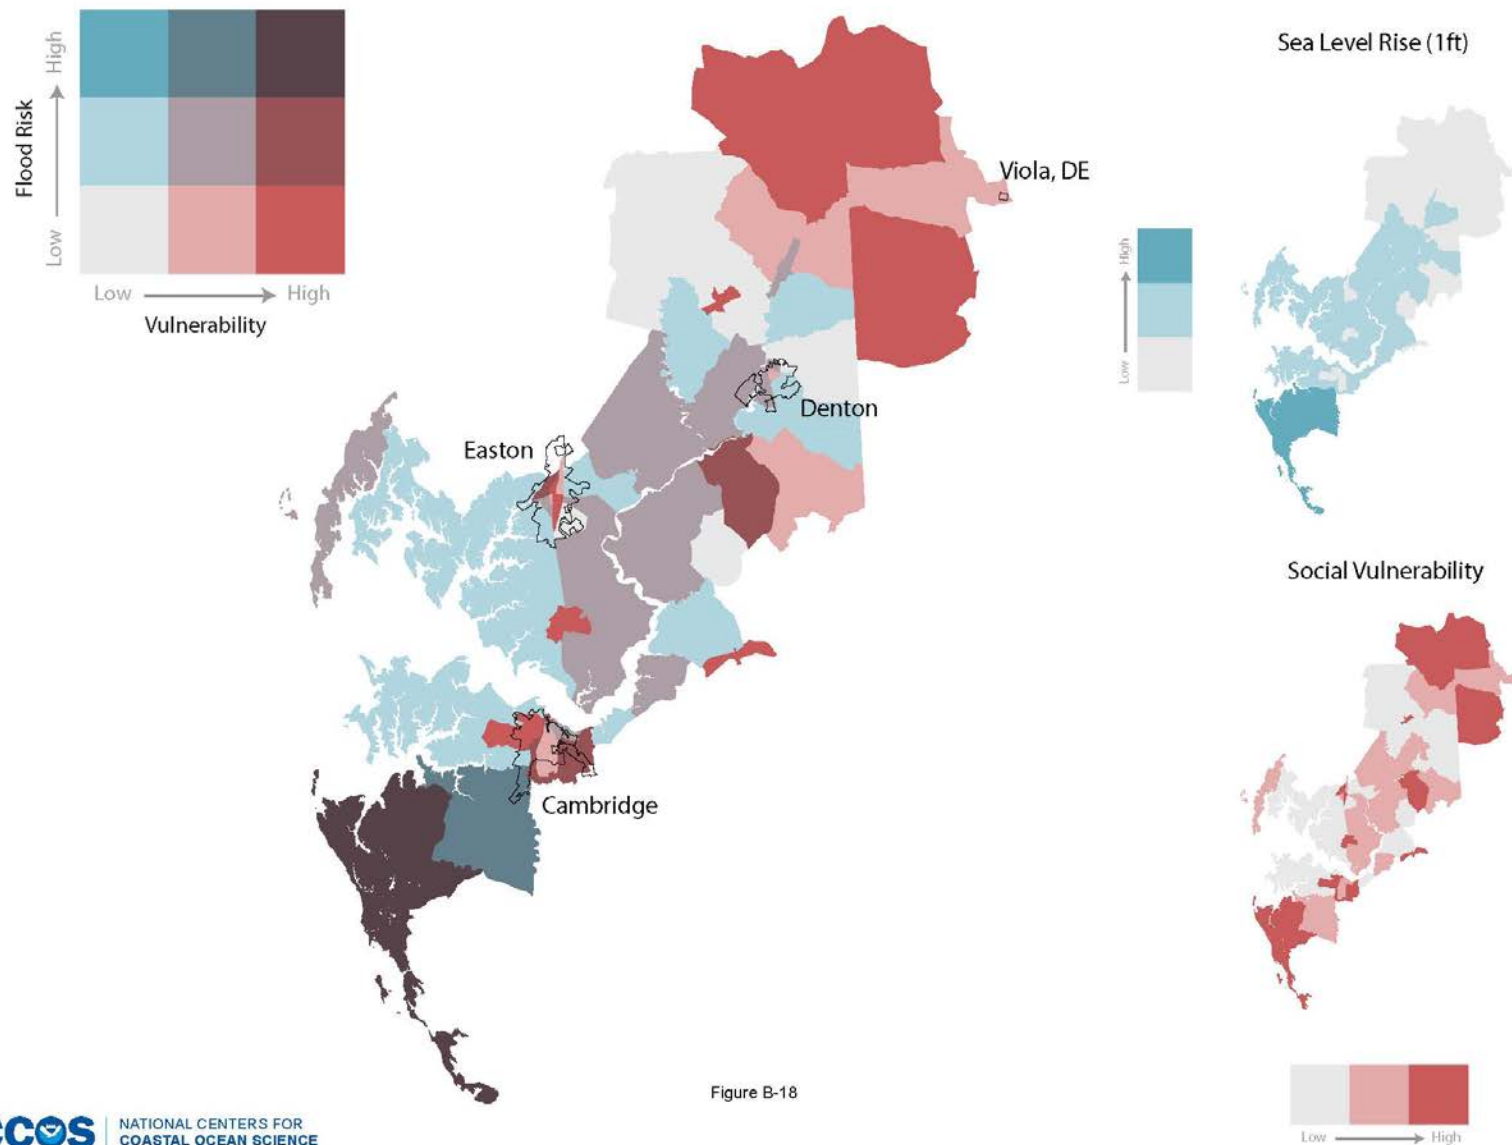 High
Flood Risk
Low
Low
High
Vulnerability
Viola, DE
Denton
Easton
Cambridge
Sea Level Rise (1ft)
High
Low
Social Vulnerability
Low
High
Figure B-18
CCOS
NATIONAL CENTERS FOR
COASTAL OCEAN SCIENCE